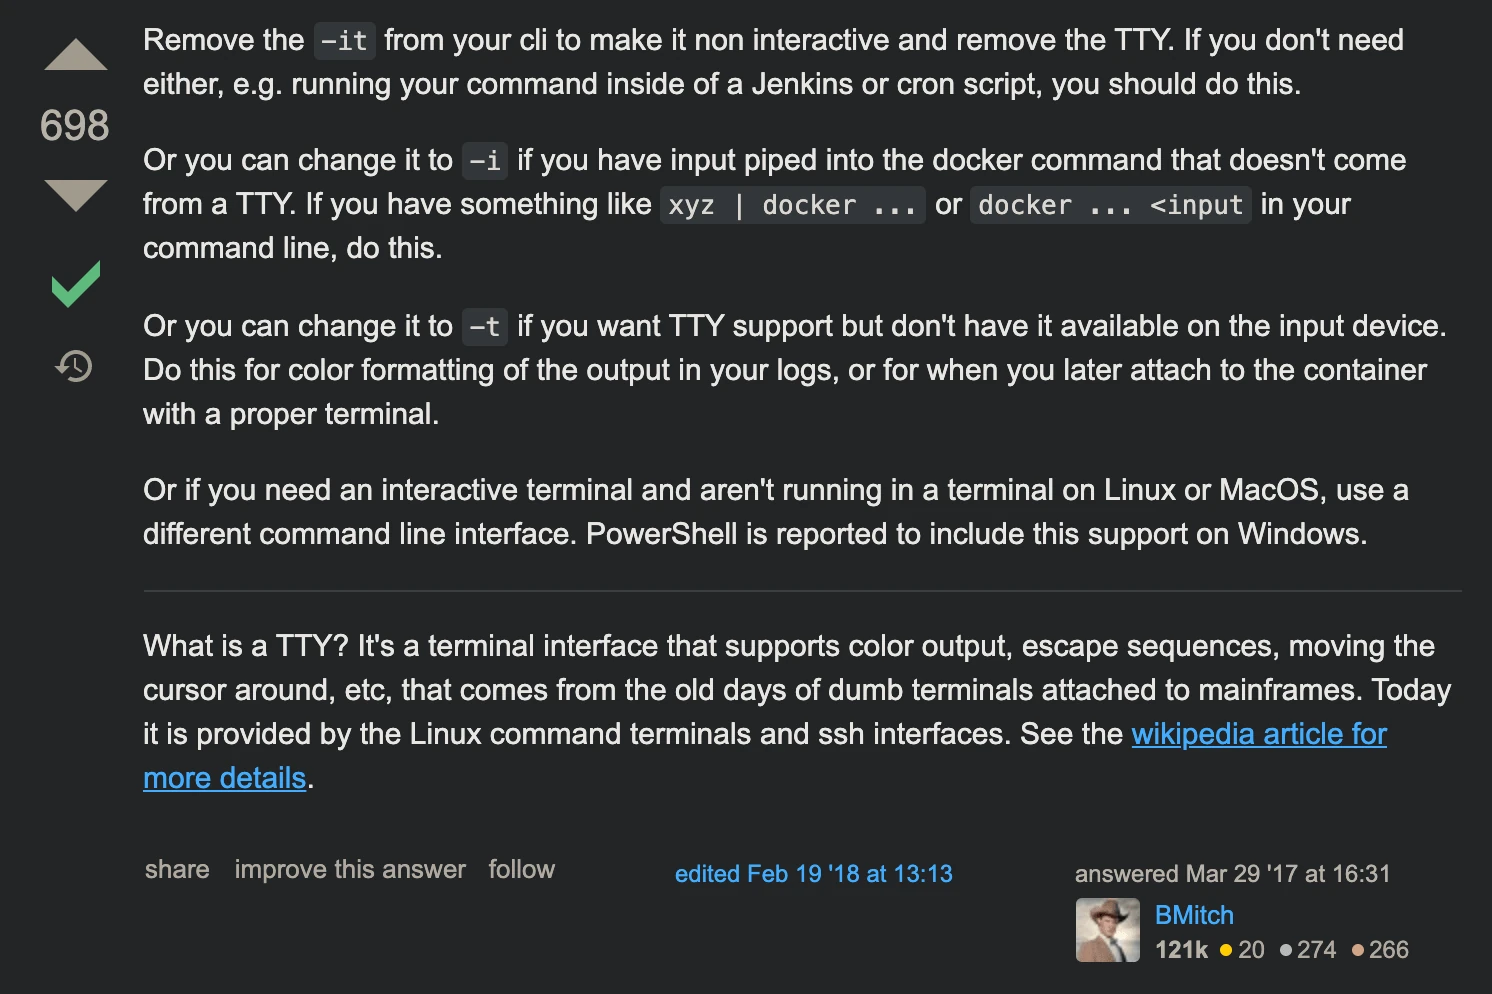 Remove the -it from your cli to make it non interactive and remove the TTY. If you don't need
either, e.g. running your command inside of a Jenkins or cron script, you should do this.
698
Or you can change it to -i if you have input piped into the docker command that doesn't come
from a TTY. If you have something like xyz | docker ... or docker ... <input in your
command line, do this.
Or you can change it to -t if you want TTY support but don't have it available on the input device.
Do this for color formatting of the output in your logs, or for when you later attach to the container
with a proper terminal.
Or if you need an interactive terminal and aren't running in a terminal on Linux or MacOS, use a
different command line interface. PowerShell is reported to include this support on Windows.
What is a TTY? It's a terminal interface that supports color output, escape sequences, moving the
cursor around, etc, that comes from the old days of dumb terminals attached to mainframes. Today
it is provided by the Linux command terminals and ssh interfaces. See the wikipedia article for
more details.
share improve this answer follow
edited Feb 19 '18 at 13:13
answered Mar 29 '17 at 16:31
BMitch
121k 20 274 266